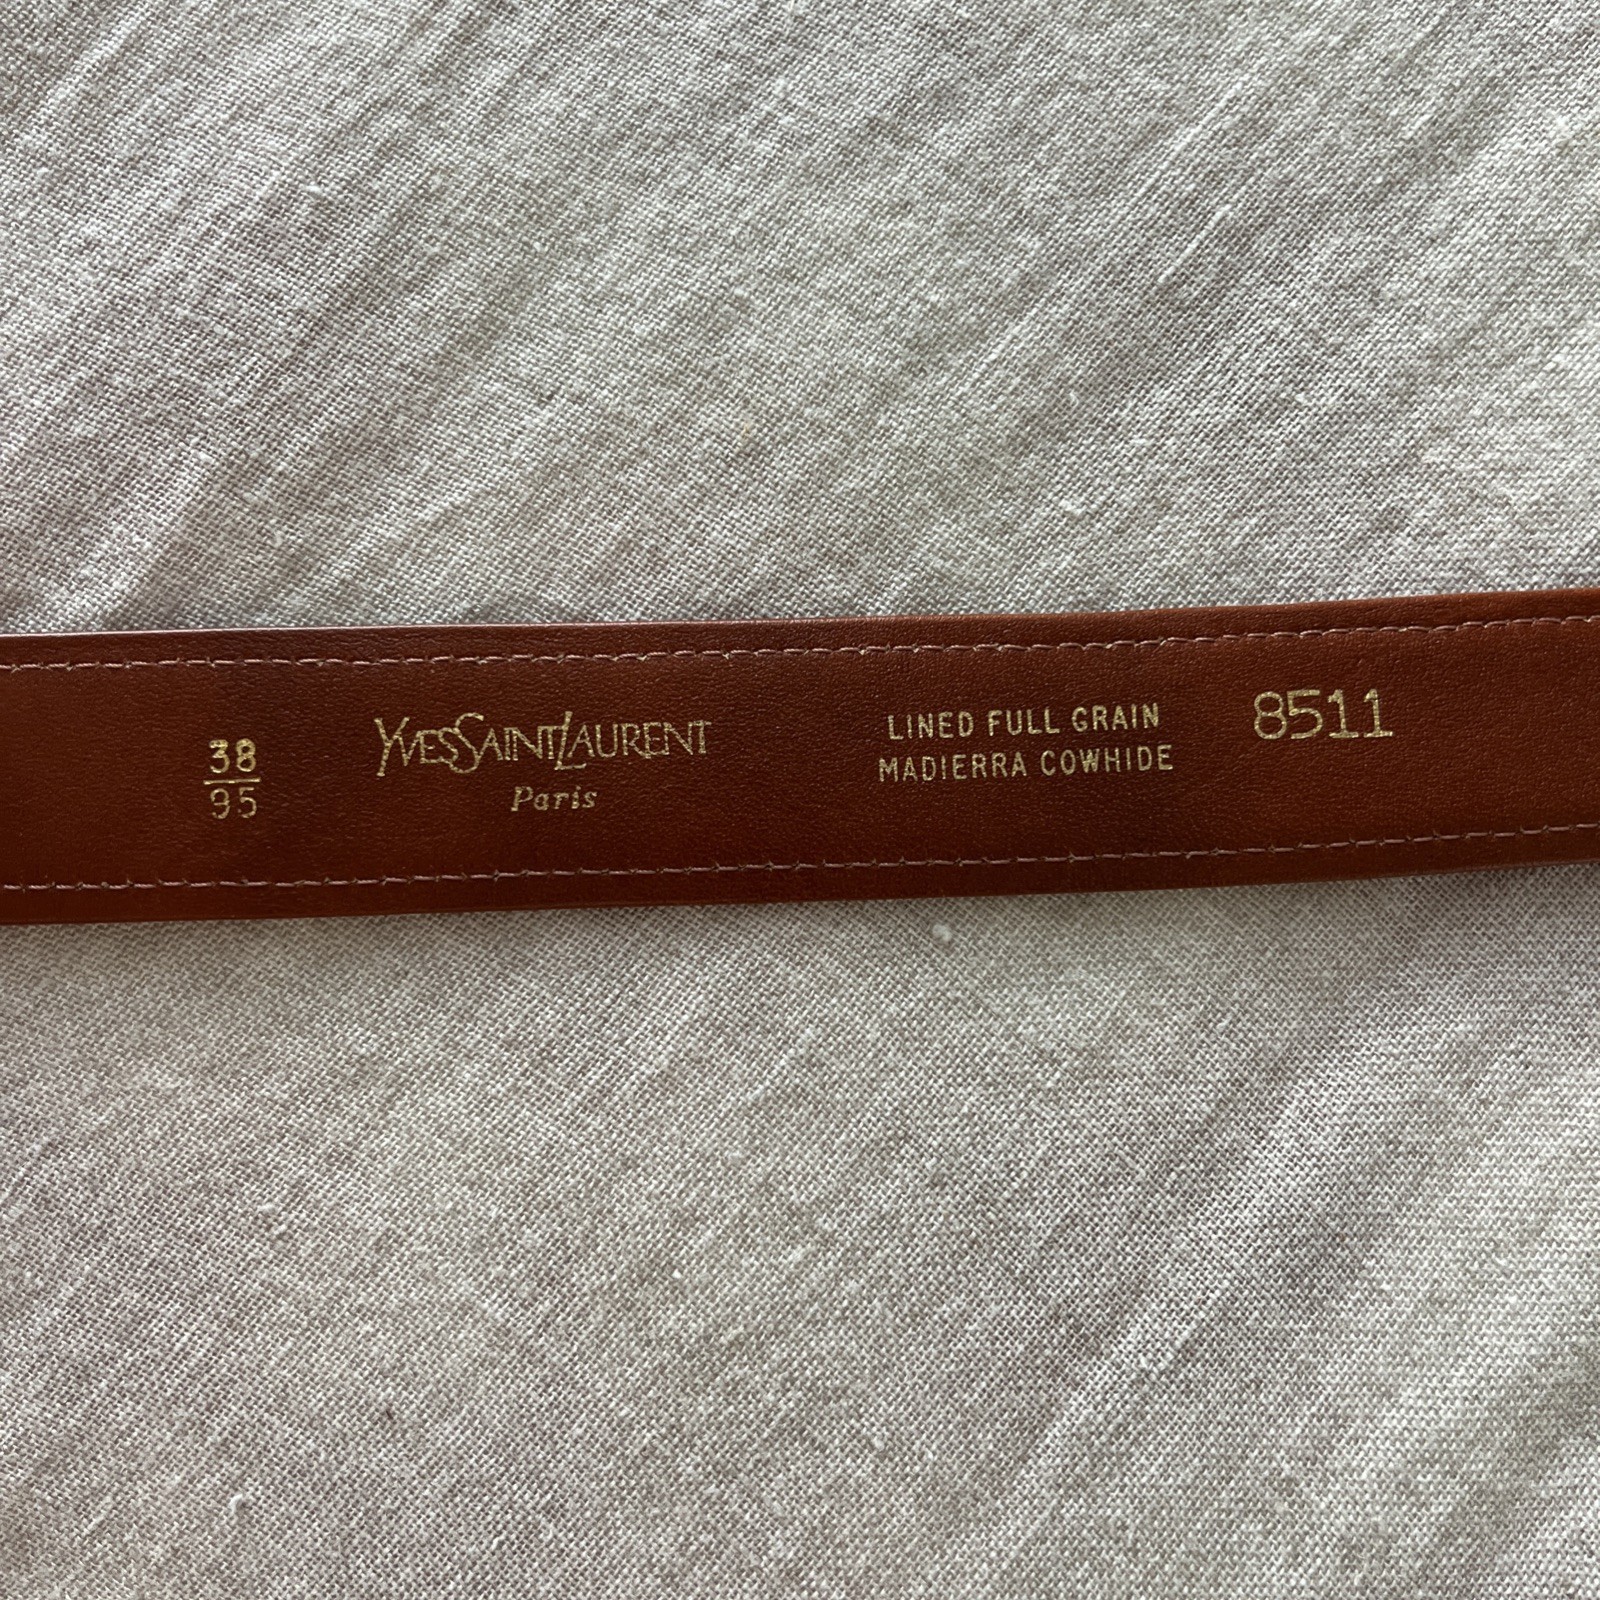 38
95
YVESSAINTLAURENT
Paris
LINED FULL GRAIN
MADIERRA COWHIDE
8511